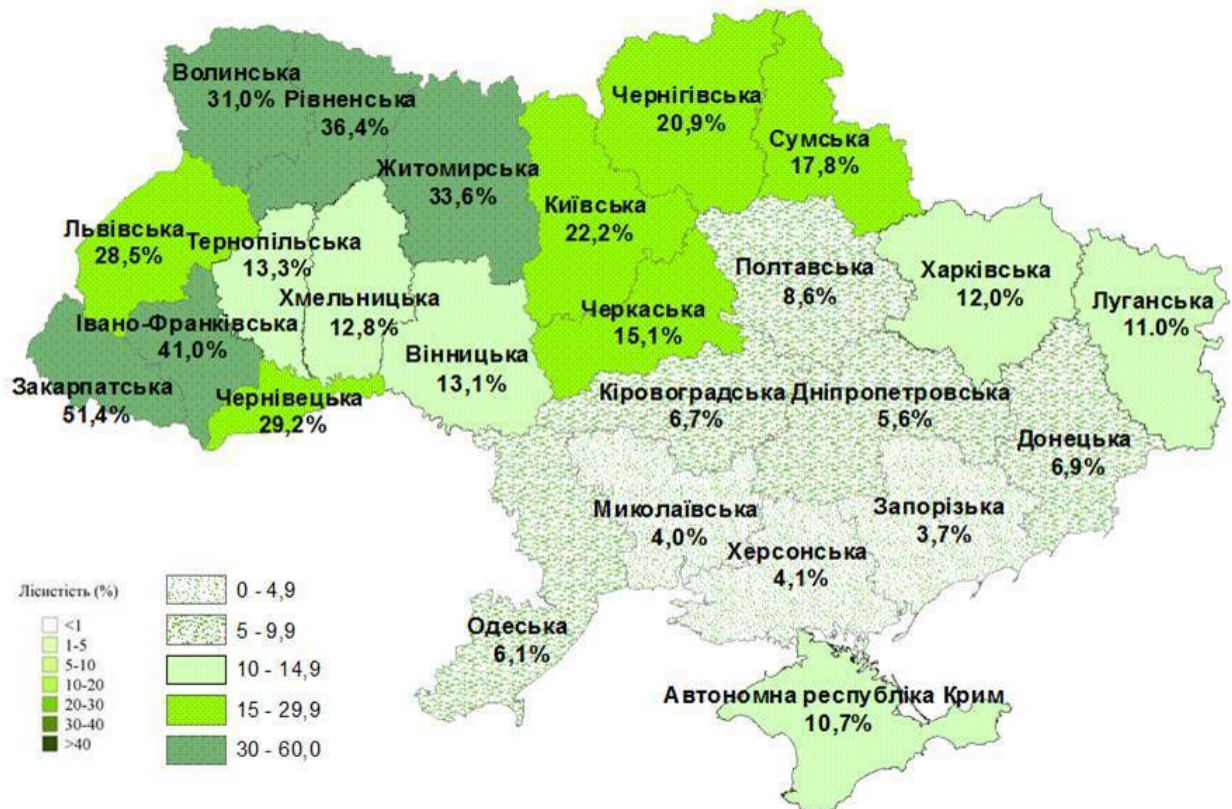 Волинська
31,0%
Рівненська
36,4%
Житомирська
33,6%
Чернігівська
20,9%
Сумська
17,8%
Київська
22,2%
Львівська
28,5%
Тернопільська
13,3%
Хмельницька
12,8%
Івано-Франківська
41,0%
Закарпатська
51,4%
Чернівецька
29,2%
Вінницька
13,1%
Черкаська
15,1%
Полтавська
8,6%
Харківська
12,0%
Луганська
11.0%
Кіровоградська
6,7%
Дніпропетровська
5,6%
Донецька
6,9%
Миколаївська
4,0%
Херсонська
4,1%
Запорізька
3,7%
Одеська
6,1%
Автономна республіка Крим
10,7%
Лісистість (%)
<1
1-5
5-10
10-20
20-30
30-40
>40
0 - 4,9
5 - 9,9
10 - 14,9
15 - 29,9
30 - 60,0